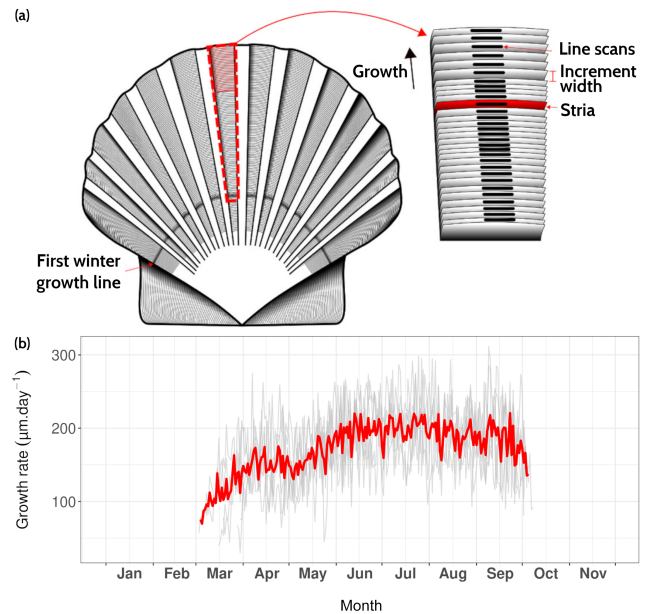 (a)
Line scans
Growth
Increment
width
Stria
First winter
growth line
(b)
300
200
100
Growth rate (μm.day⁻¹)
Jan Feb Mar Apr May Jun Jul Aug Sep Oct Nov
Month